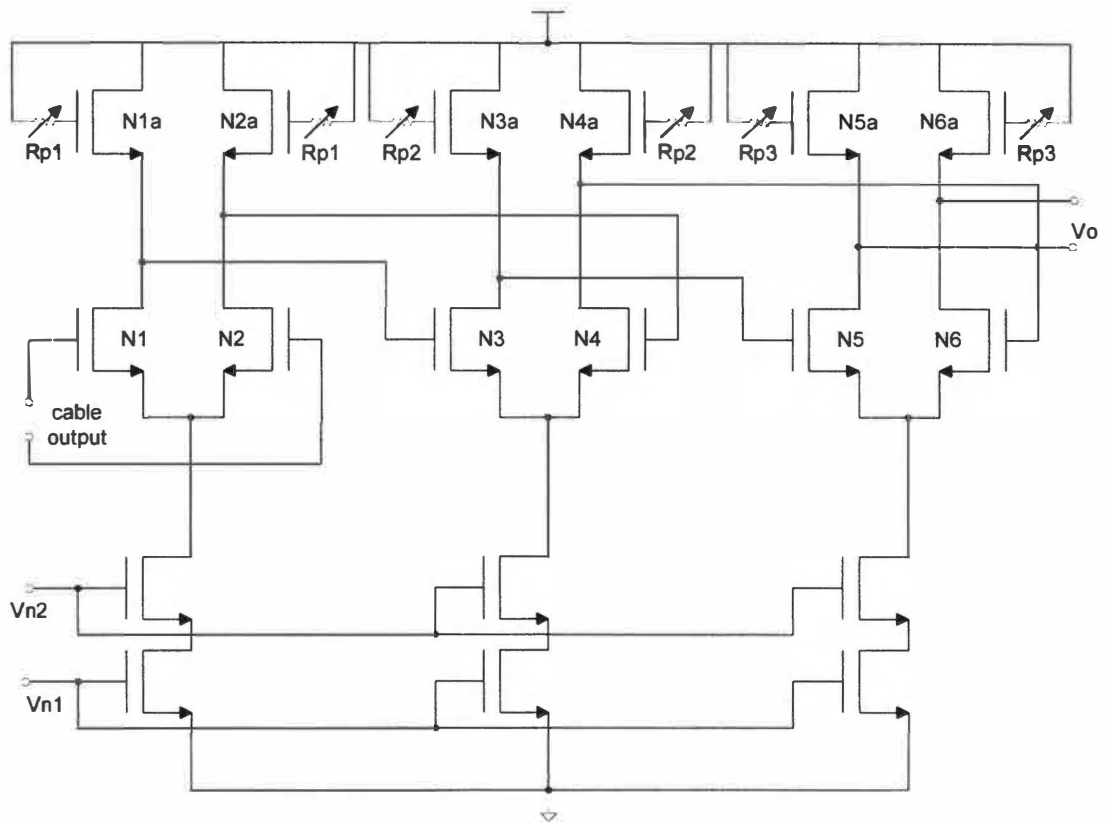 N1a N2a N3a N4a N5a N6a
Rp1 Rp1 Rp2 Rp2 Rp3 Rp3
Vo
N1 N2 N3 N4 N5 N6
cable
output
Vn2
Vn1